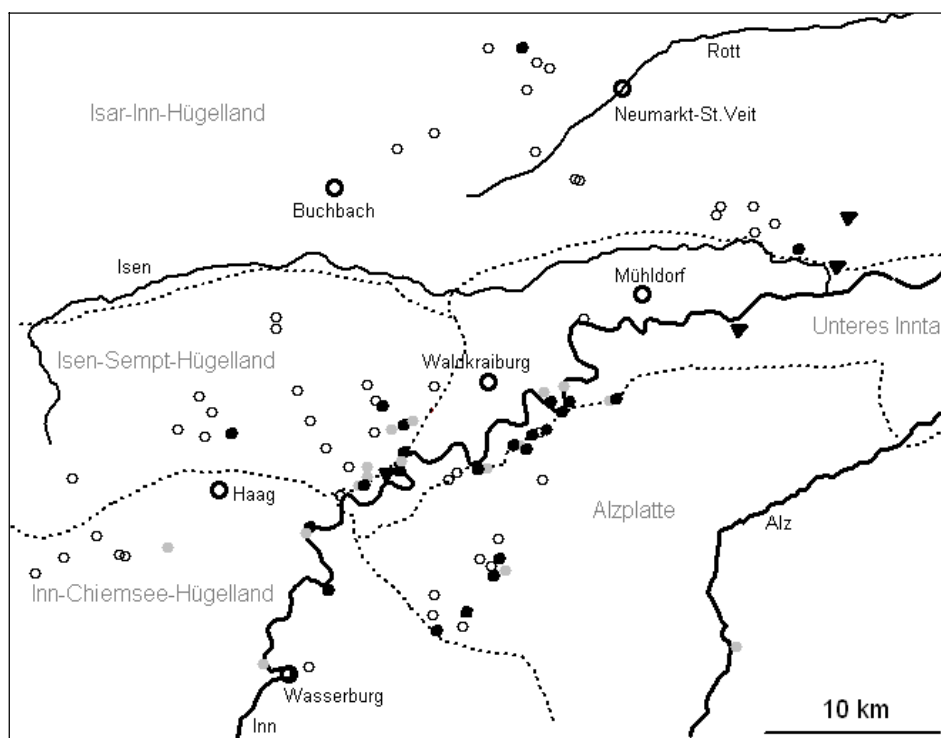 Rott
Isar-Inn-Hügelland
Neumarkt-St.Veit
Buchbach
Isen
Mühldorf
Unteres Innta
Isen-Sempt-Hügelland
Waldkraiburg
Haag
Alzplatte
Alz
Inn-Chiemsee-Hügelland
Wasserburg
10 km
Inn